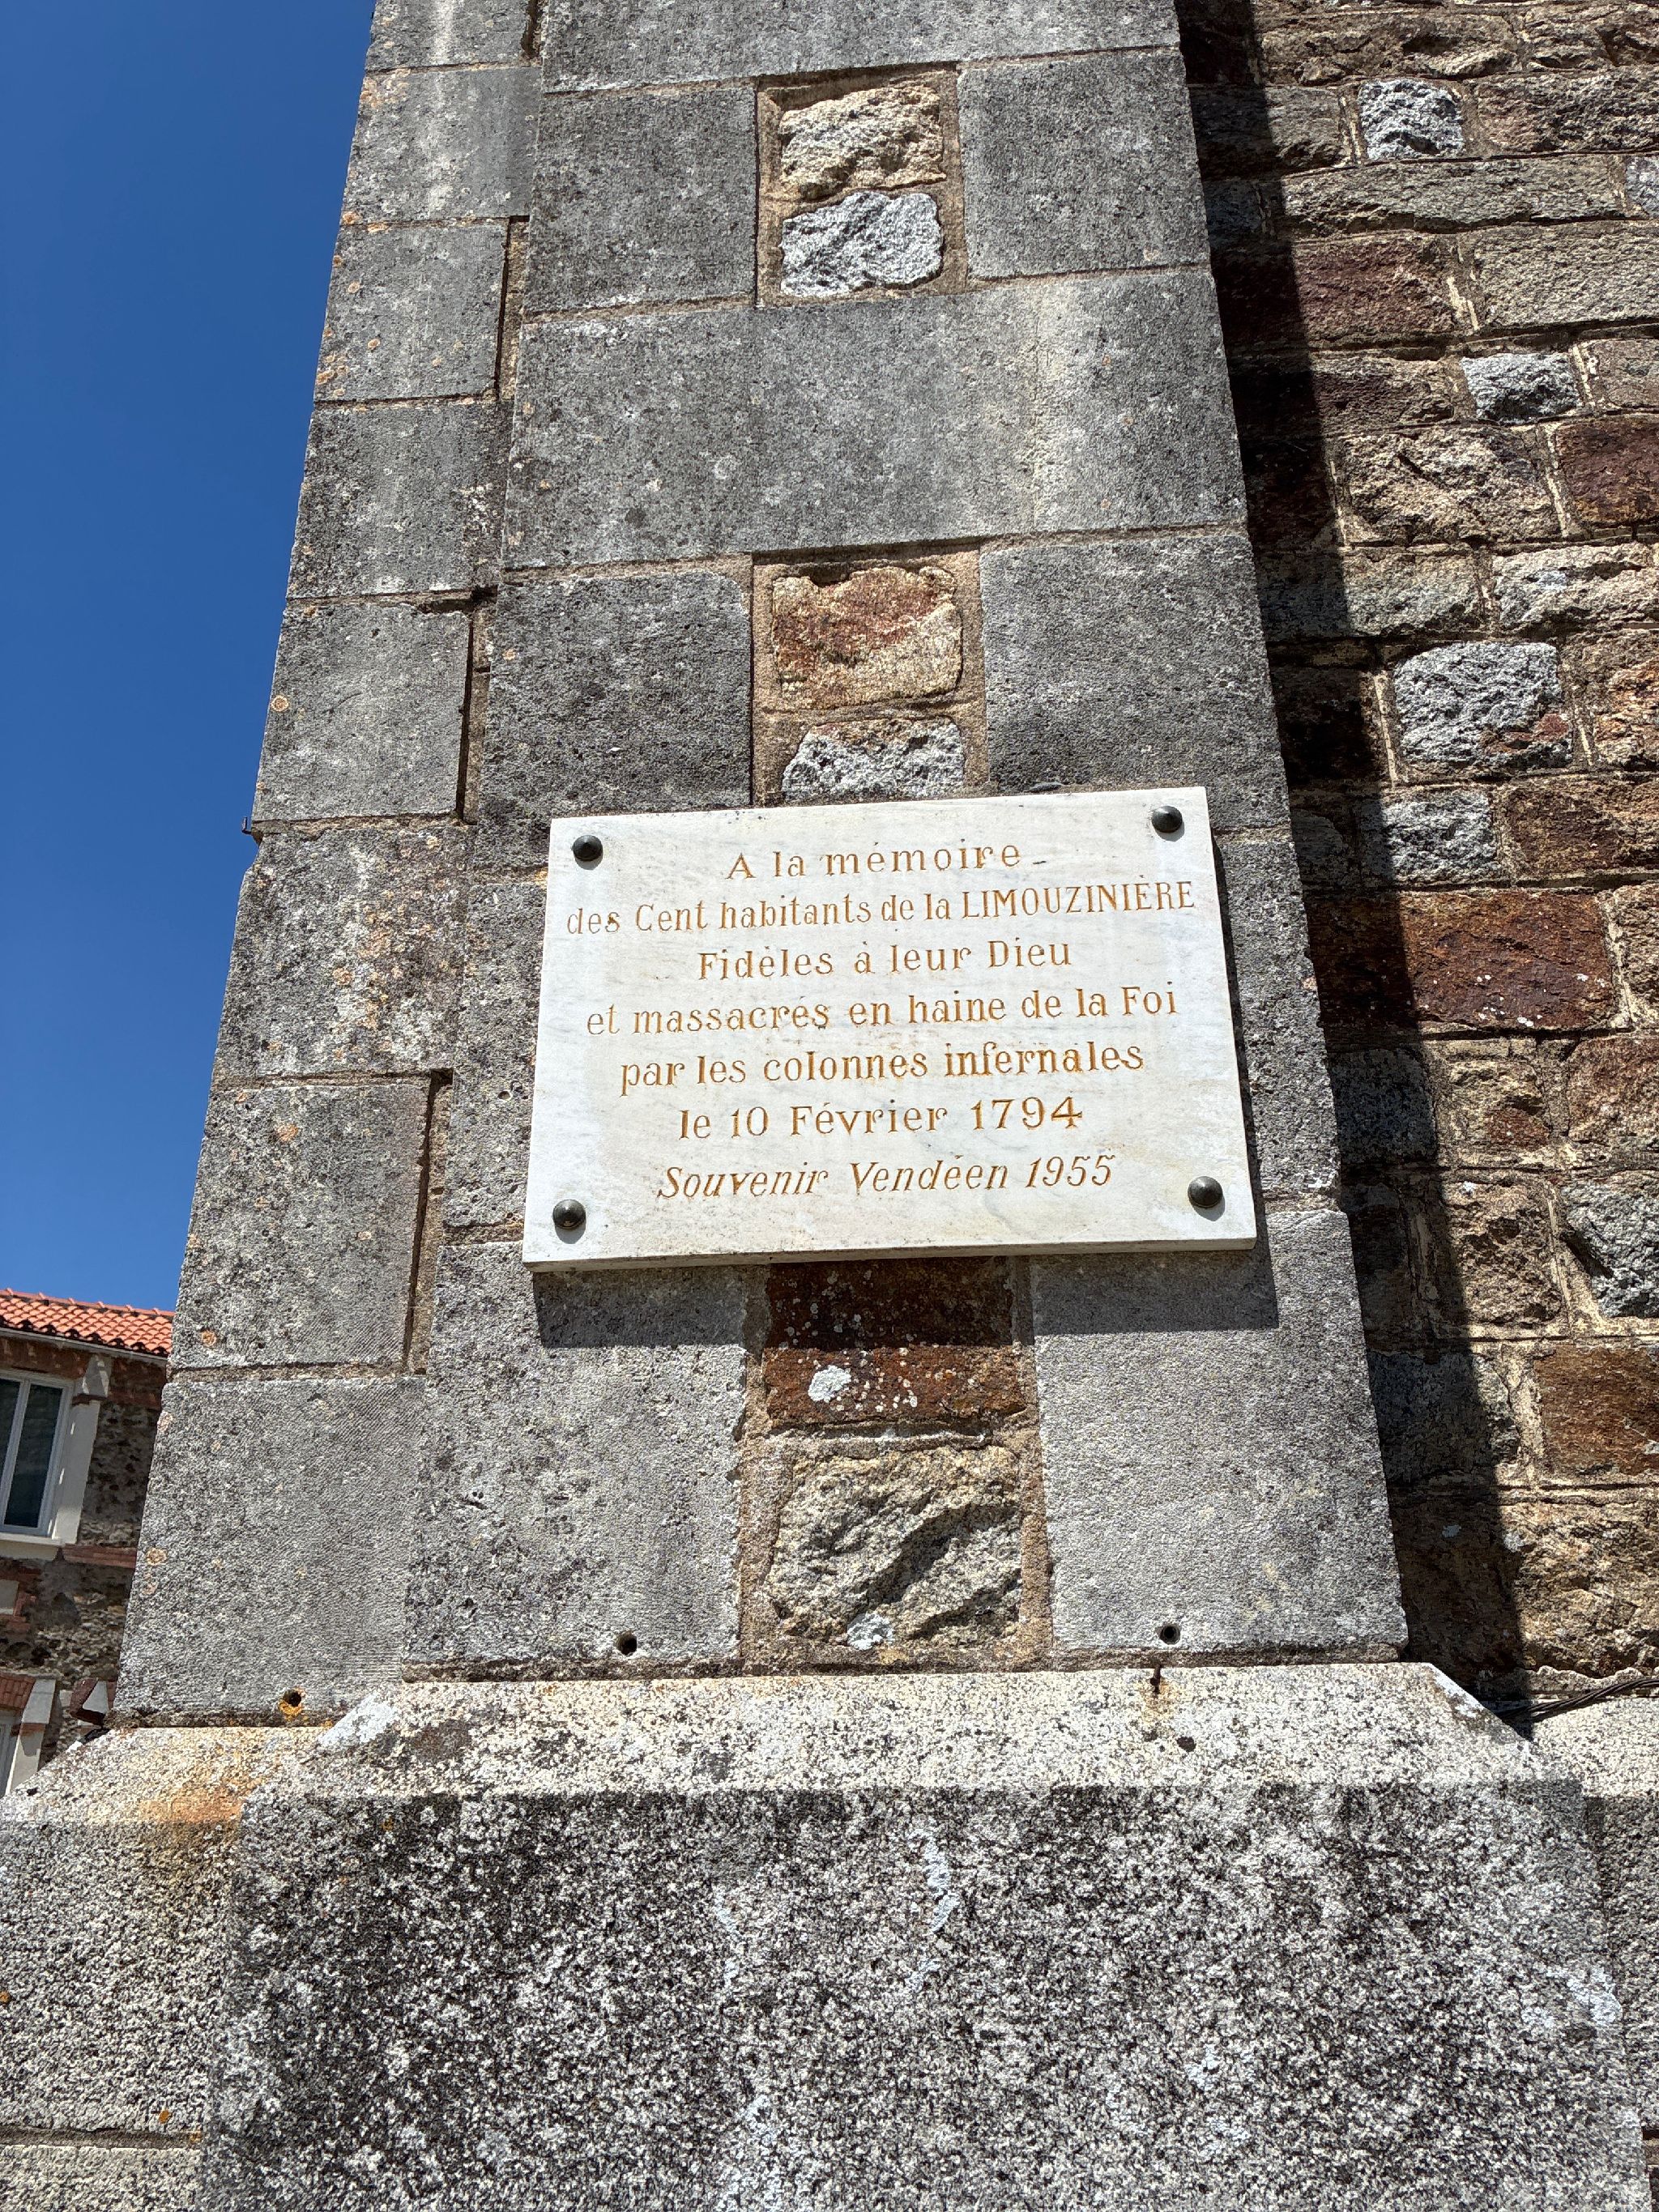 A la mémoire
des Cent habitants de la LIMOUZINIÈRE
Fidèles à leur Dieu
et massacrés en haine de la Foi
par les colonnes infernales
le 10 Février 1794
Souvenir Vendéen 1955